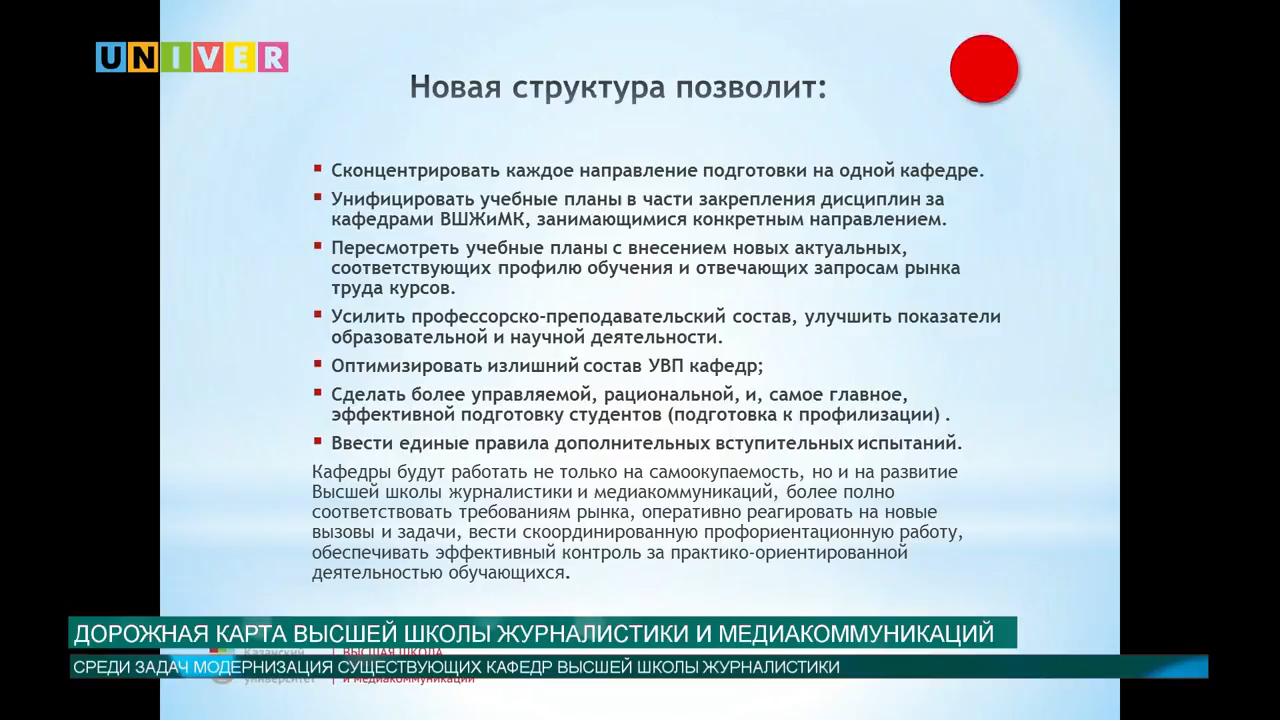 UNIVER
Новая структура позволит:
Сконцентрировать каждое направление подготовки на одной кафедре.
Унифицировать учебные планы в части закрепления дисциплин за
кафедрами ВШЖиМК, занимающимися конкретным направлением.
Пересмотреть учебные планы с внесением новых актуальных,
соответствующих профилю обучения и отвечающих запросам рынка
труда курсов.
Усилить профессорско-преподавательский состав, улучшить показатели
образовательной и научной деятельности.
Оптимизировать излишний состав УВП кафедр;
Сделать более управляемой, рациональной, и, самое главное,
эффективной подготовку студентов (подготовка к профилизации) .
Ввести единые правила дополнительных вступительных испытаний.
Кафедры будут работать не только на самоокупаемость, но и на развитие
Высшей школы журналистики и медиакоммуникаций, более полно
соответствовать требованиям рынка, оперативно реагировать на новые
вызовы и задачи, вести скоординированную профориентационную работу,
обеспечивать эффективный контроль за практико-ориентированной
деятельностью обучающихся.
ДОРОЖНАЯ КАРТА ВЫСШЕЙ ШКОЛЫ ЖУРНАЛИСТИКИ И МЕДИАКОММУНИКАЦИЙ
Казанский ВЫСШАЯ ШКОЛА
СРЕДИ ЗАДАЧ МОДЕРНИЗАЦИЯ СУЩЕСТВУЮЩИХ КАФЕДР ВЫСШЕЙ ШКОЛЫ ЖУРНАЛИСТИКИ
университет и медиакоммуникаций